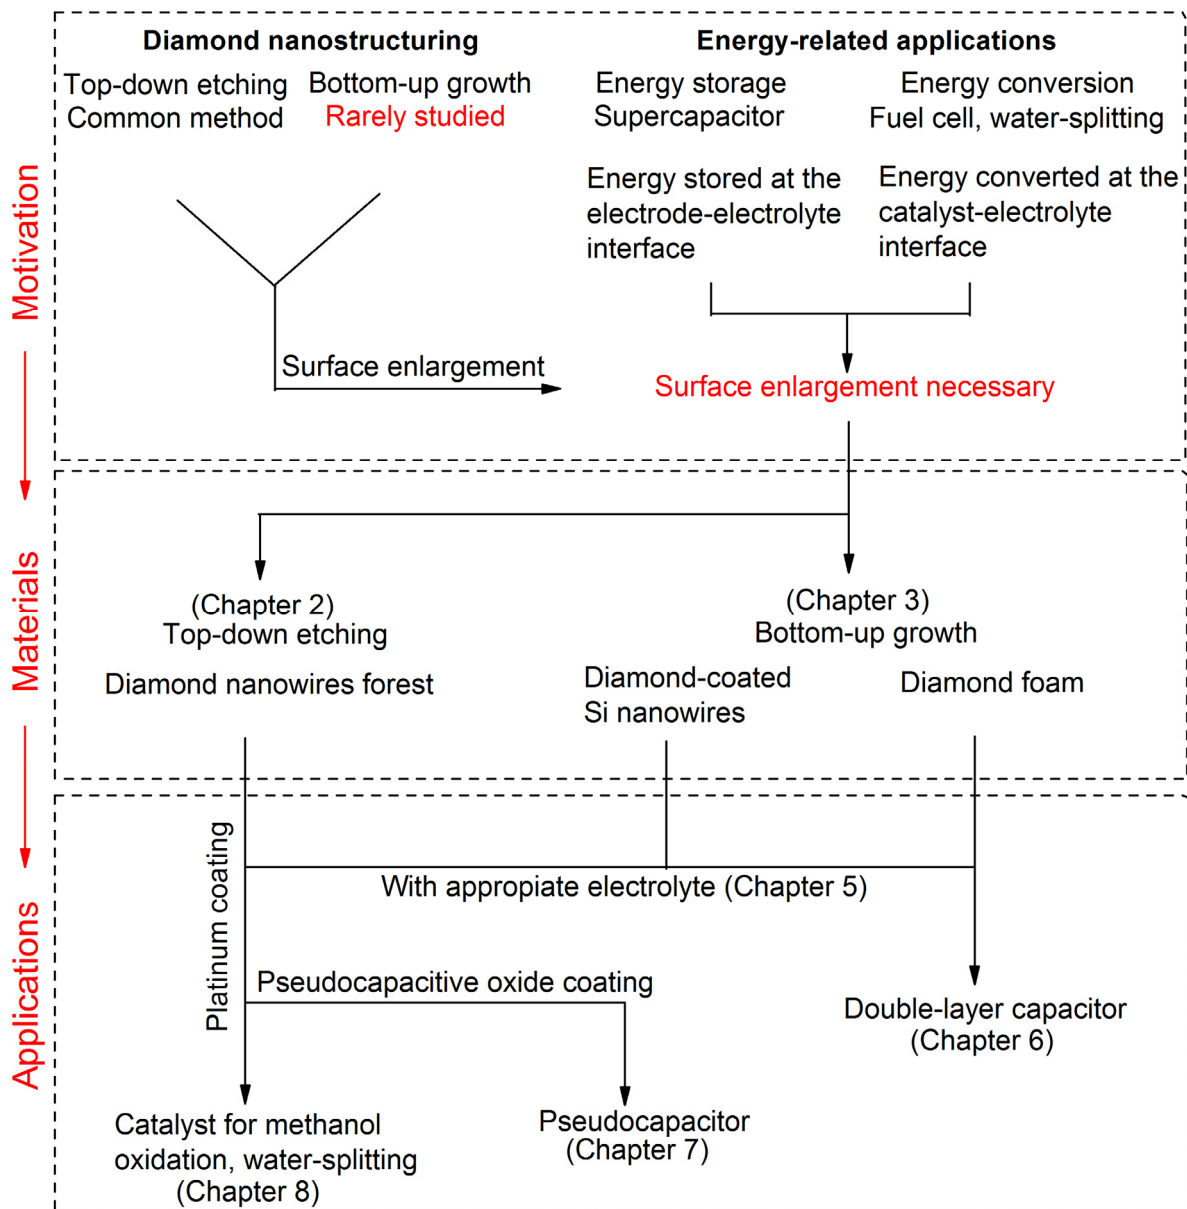 Diamond nanostructuring
Top-down etching
Common method
Bottom-up growth
Rarely studied
Energy-related applications
Energy storage
Supercapacitor
Energy conversion
Fuel cell, water-splitting
Energy stored at the
electrode-electrolyte
interface
Energy converted at the
catalyst-electrolyte
interface
Surface enlargement
Surface enlargement necessary
Motivation
(Chapter 2)
Top-down etching
Diamond nanowires forest
(Chapter 3)
Bottom-up growth
Diamond-coated
Si nanowires
Diamond foam
Materials
Platinum coating
With appropiate electrolyte (Chapter 5)
Pseudocapacitive oxide coating
Double-layer capacitor
(Chapter 6)
Catalyst for methanol
oxidation, water-splitting
(Chapter 8)
Pseudocapacitor
(Chapter 7)
Applications